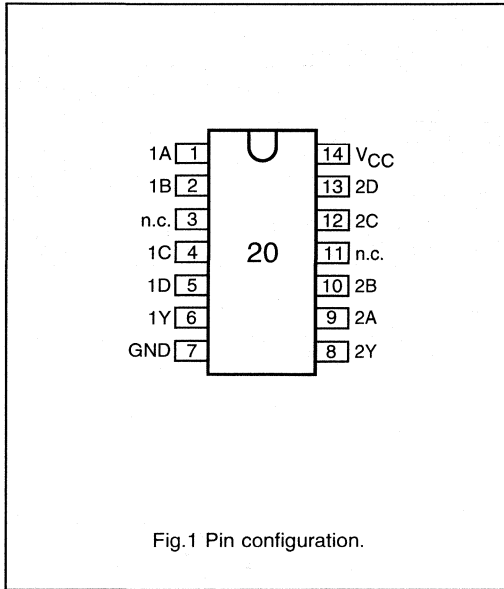 1A 1 14 VCC
1B 2 13 2D
n.c. 3 12 2C
1C 4 20 11 n.c.
1D 5 10 2B
1Y 6 9 2A
GND 7 8 2Y
Fig.1 Pin configuration.